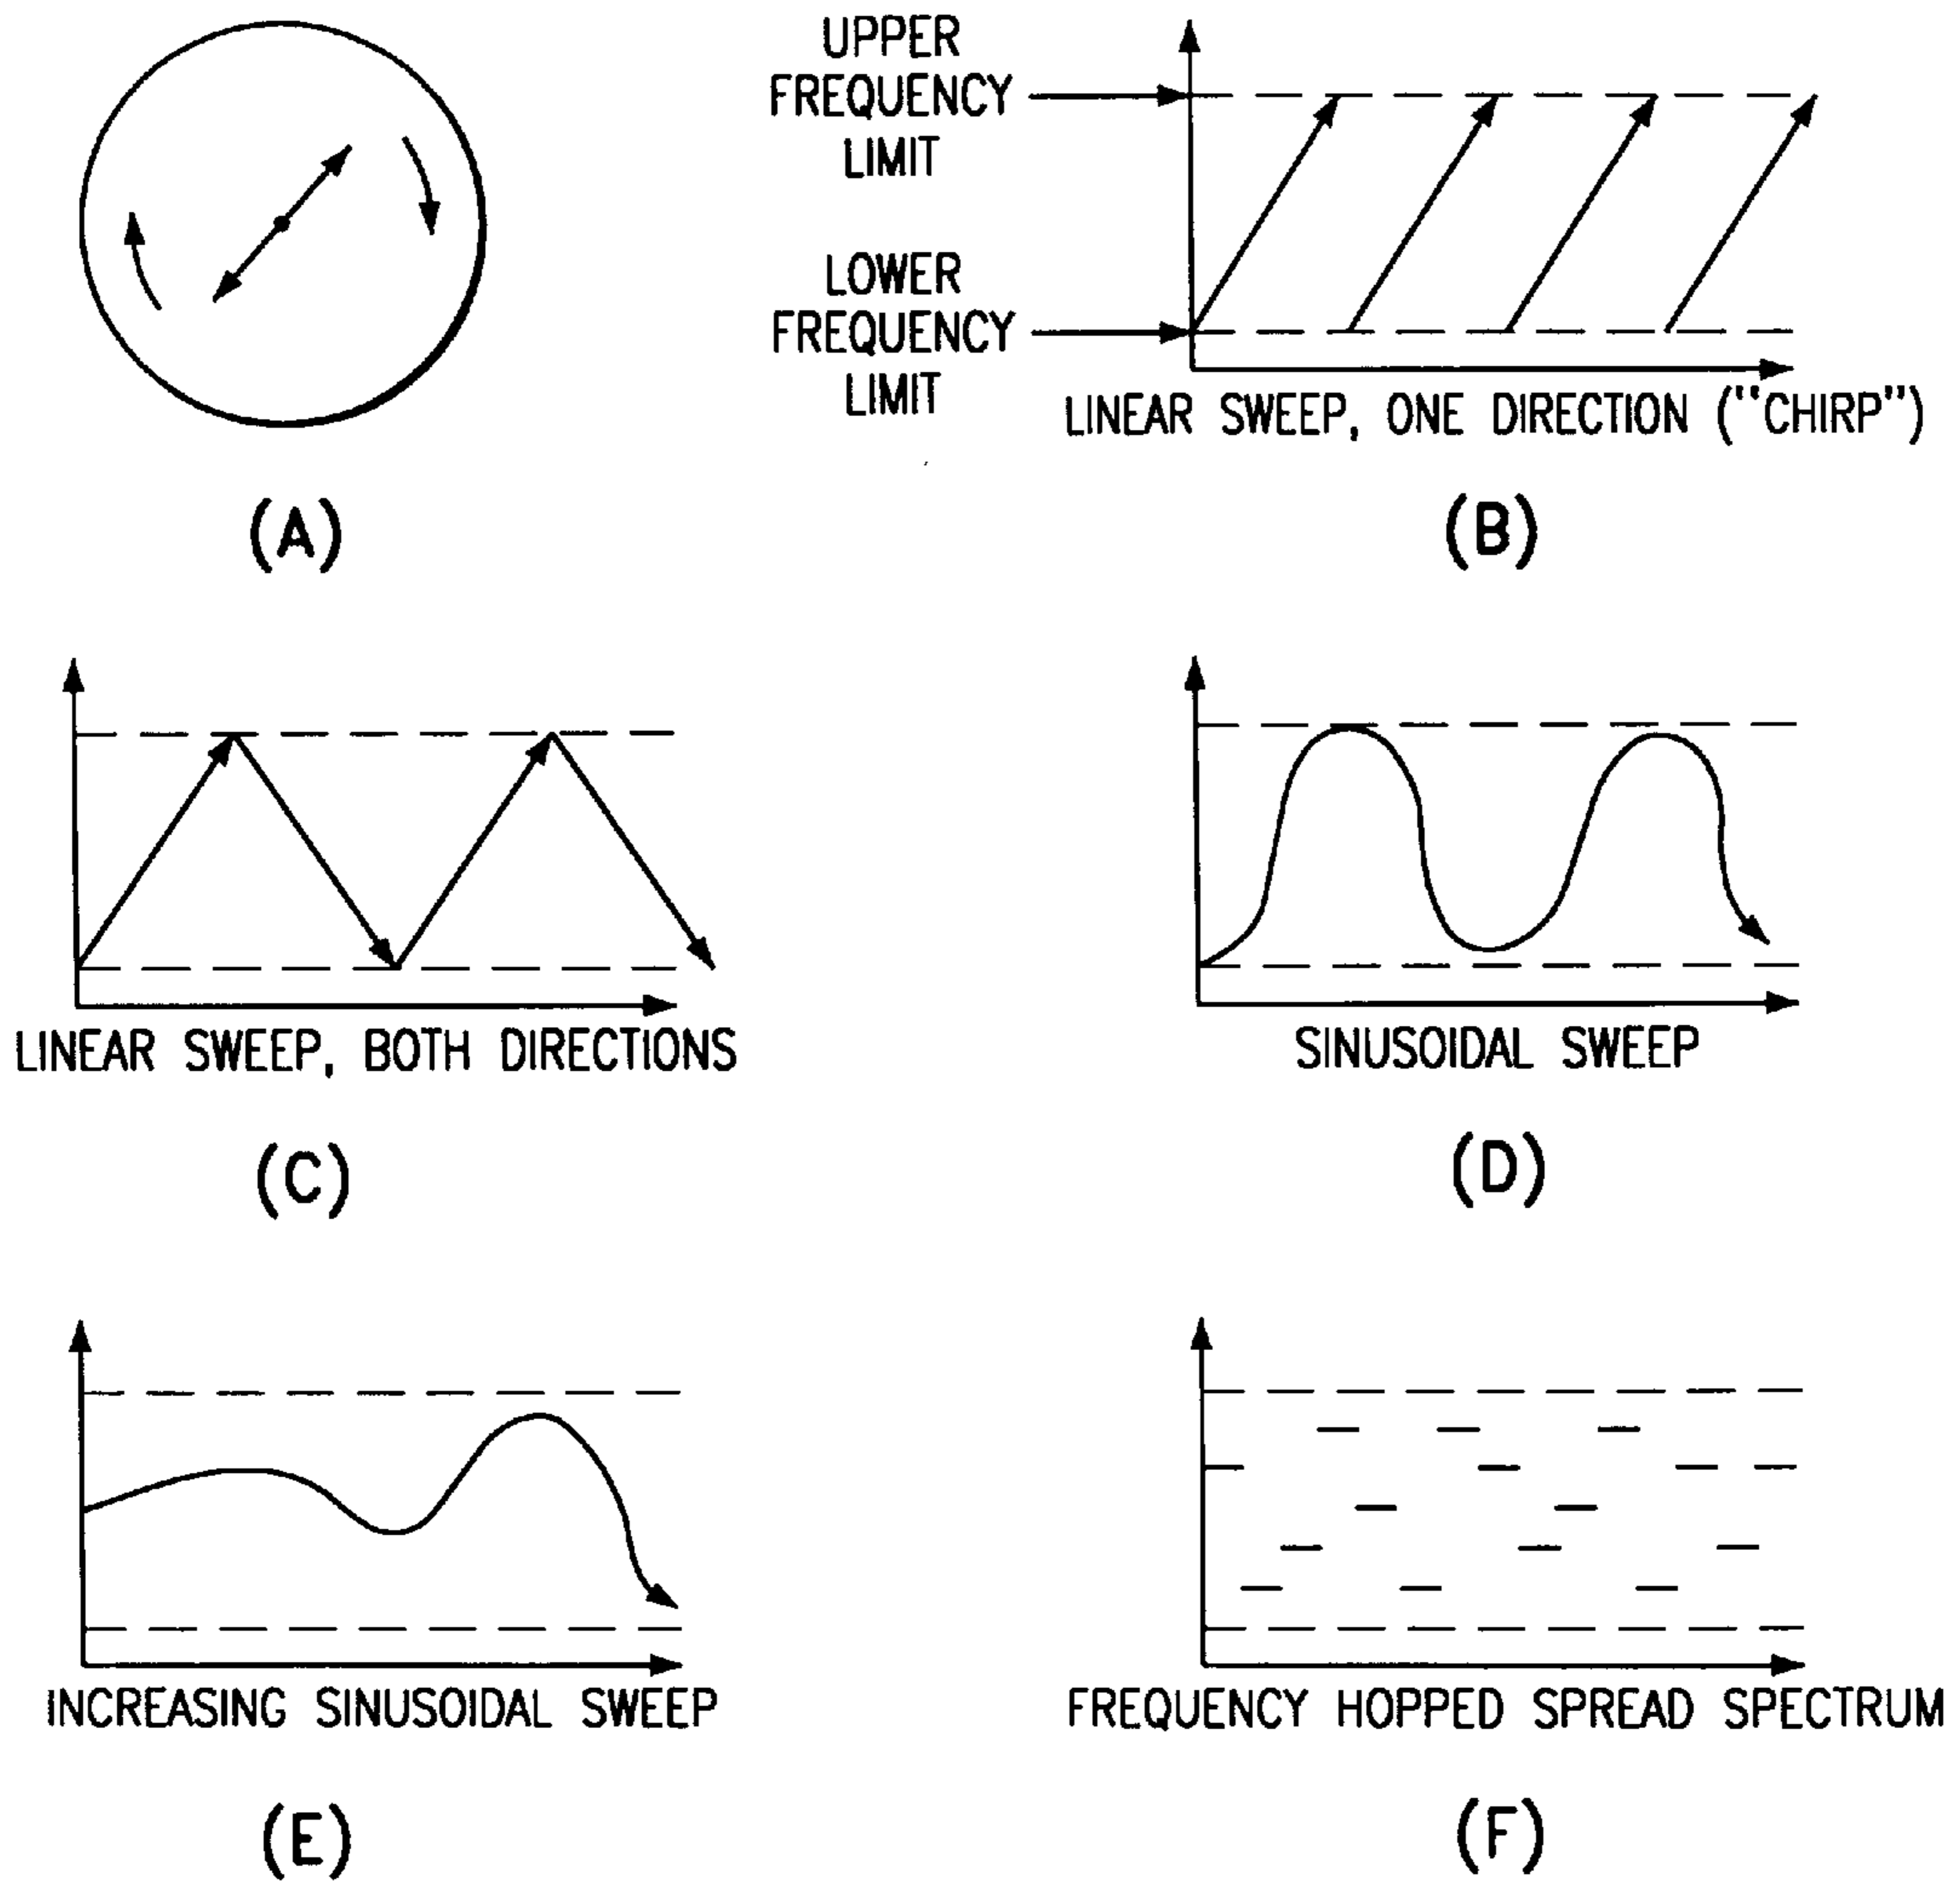 UPPER
FREQUENCY
LIMIT
LOWER
FREQUENCY
LIMIT
LINEAR SWEEP, ONE DIRECTION ("CHIRP")
(A)
(B)
LINEAR SWEEP, BOTH DIRECTIONS
SINUSOIDAL SWEEP
(C)
(D)
INCREASING SINUSOIDAL SWEEP
FREQUENCY HOPPED SPREAD SPECTRUM
(E)
(F)